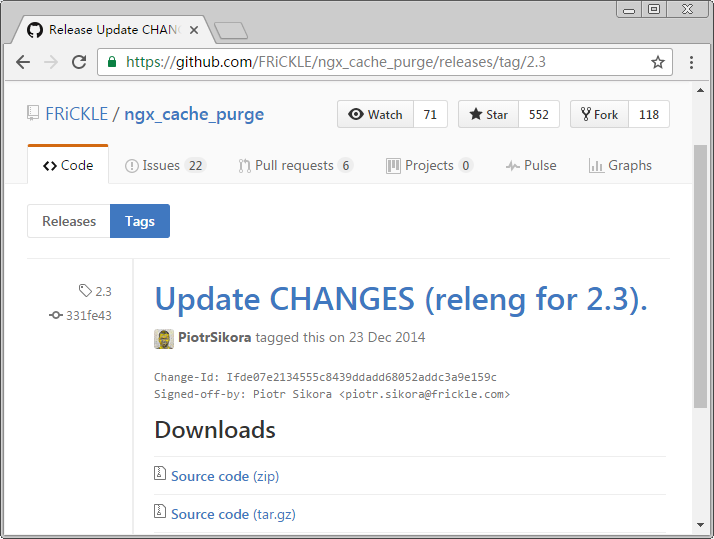 Release Update CHAN
https://github.com/FRiCKLE/ngx_cache_purge/releases/tag/2.3
FRiCKLE / ngx_cache_purge
Watch 71
Star 552
Fork 118
Code
Issues 22
Pull requests 6
Projects 0
Pulse
Graphs
Releases
Tags
2.3
331fe43
Update CHANGES (releng for 2.3).
PiotrSikora tagged this on 23 Dec 2014
Change-Id: Ifde07e2134555c8439ddadd68052addc3a9e159c
Signed-off-by: Piotr Sikora <piotr.sikora@frickle.com>
Downloads
Source code (zip)
Source code (tar.gz)